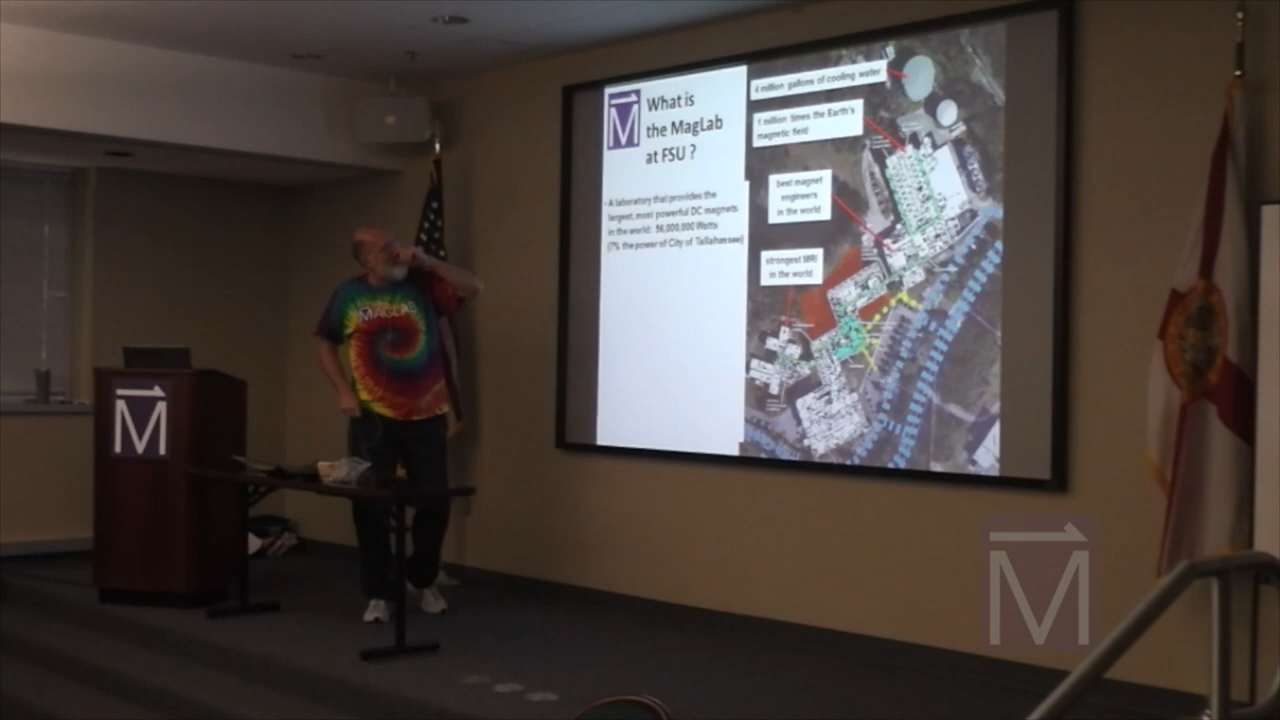 M
What is
the MagLab
at FSU ?
- A laboratory that provides the
largest, most powerful DC magnets
in the world: 56,000,000 Watts
(7% the power of City of Tallahassee)
4 million gallons of cooling water
1 million times the Earth's
magnetic field
best magnet
engineers
in the world
strongest MRI
in the world
MAGLAB
M
M